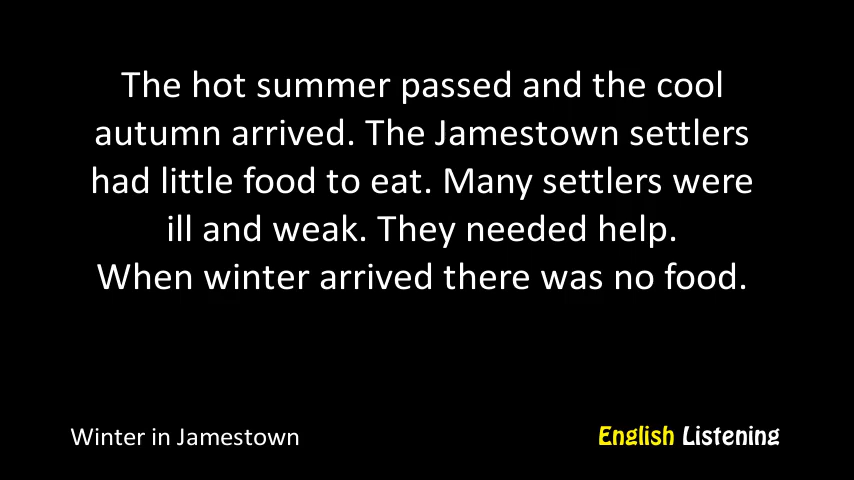 The hot summer passed and the cool
autumn arrived. The Jamestown settlers
had little food to eat. Many settlers were
ill and weak. They needed help.
When winter arrived there was no food.
Winter in Jamestown
English Listening